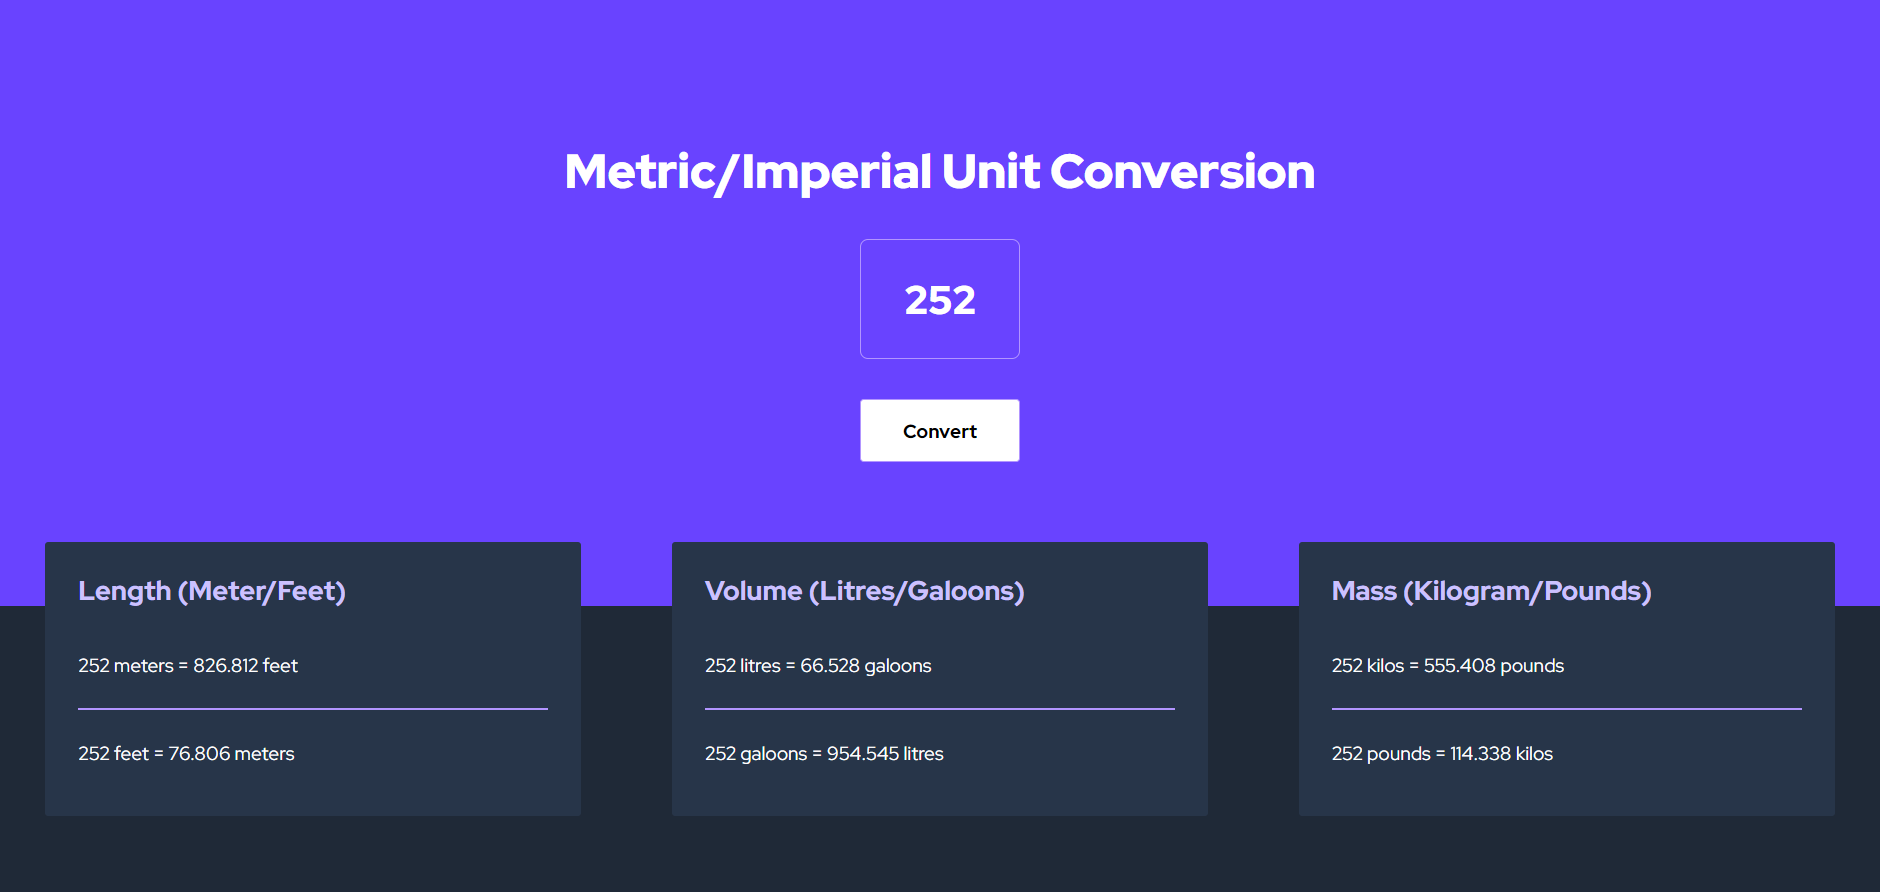 Metric/Imperial Unit Conversion
252
Convert
Length (Meter/Feet)
252 meters = 826.812 feet
252 feet = 76.806 meters
Volume (Litres/Galoons)
252 litres = 66.528 galoons
252 galoons = 954.545 litres
Mass (Kilogram/Pounds)
252 kilos = 555.408 pounds
252 pounds = 114.338 kilos